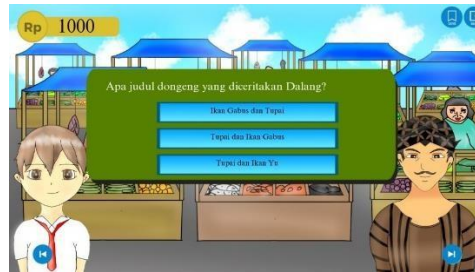 Rp 1000
Apa judul dongeng yang diceritakan Dalang?
Ikan Gabus dan Tupai
Tupai dan Ikan Gabus
Tupai dan Ikan Yu